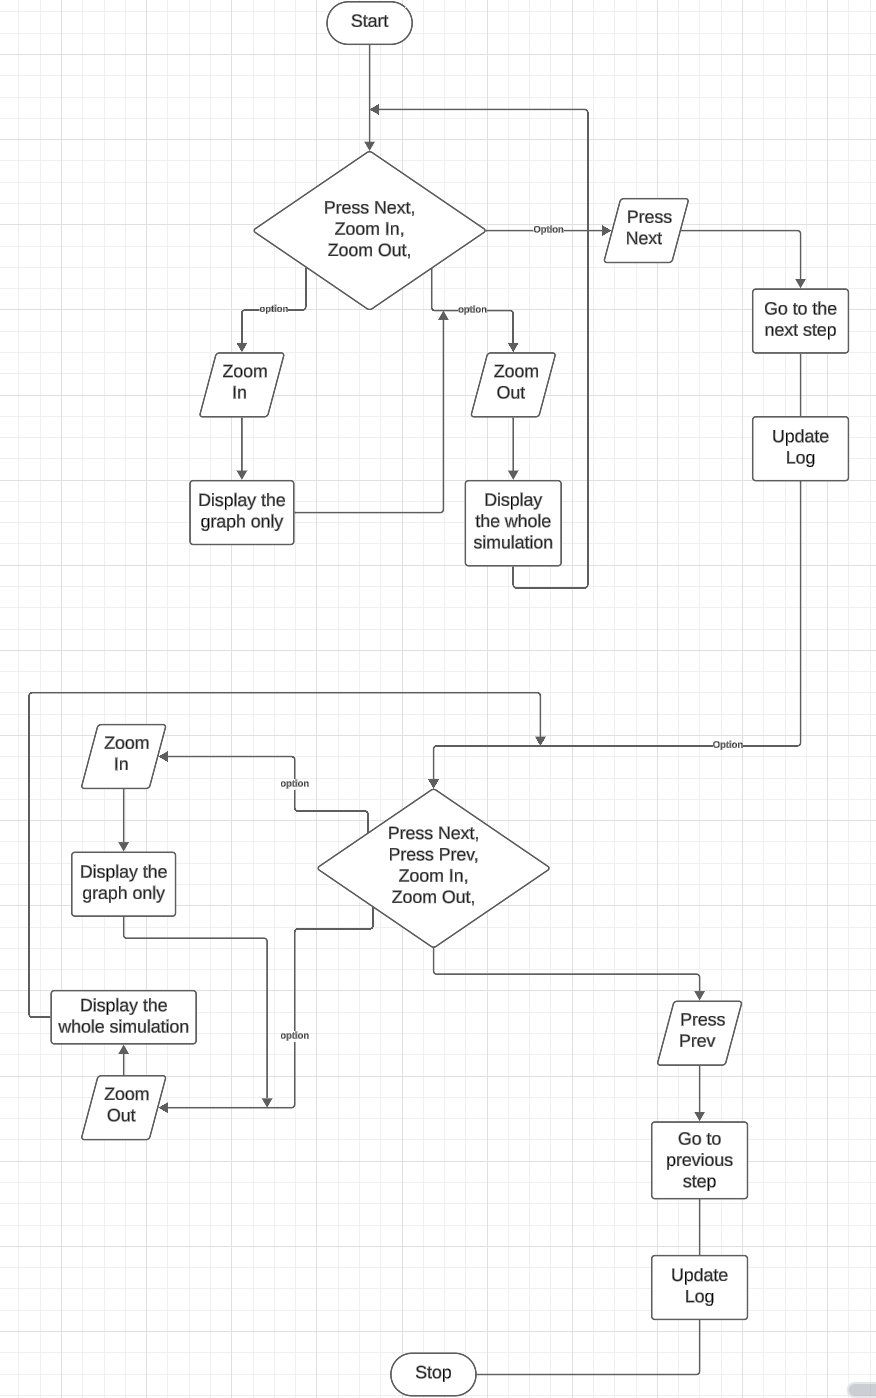 Start
Press Next,
Zoom In,
Zoom Out,
Option
Press
Next
option
option
Go to the
next step
Zoom
In
Zoom
Out
Update
Log
Display the
graph only
Display
the whole
simulation
Option
Zoom
In
option
Press Next,
Press Prev,
Zoom In,
Zoom Out,
Display the
graph only
Display the
whole simulation
option
Press
Prev
Zoom
Out
Go to
previous
step
Update
Log
Stop